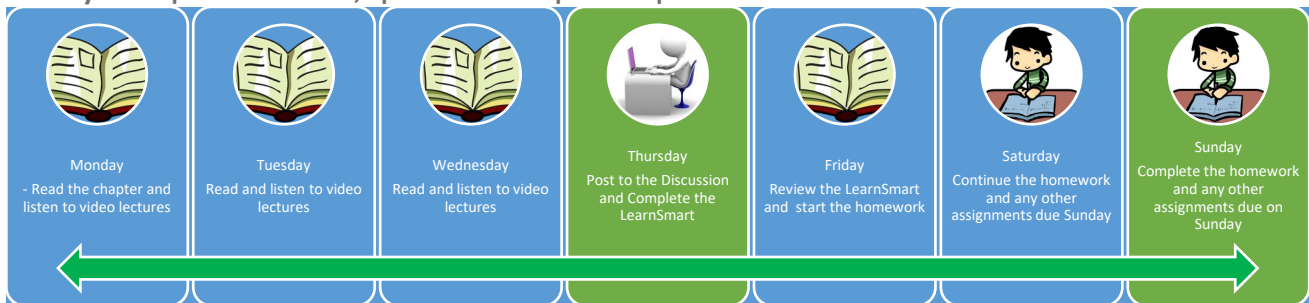 Monday
- Read the chapter and
listen to video lectures
Tuesday
Read and listen to video
lectures
Wednesday
Read and listen to video
lectures
Thursday
Post to the Discussion
and Complete the
LearnSmart
Friday
Review the LearnSmart
and start the homework
Saturday
Continue the homework
and any other
assignments due Sunday
Sunday
Complete the homework
and any other
assignments due on
Sunday